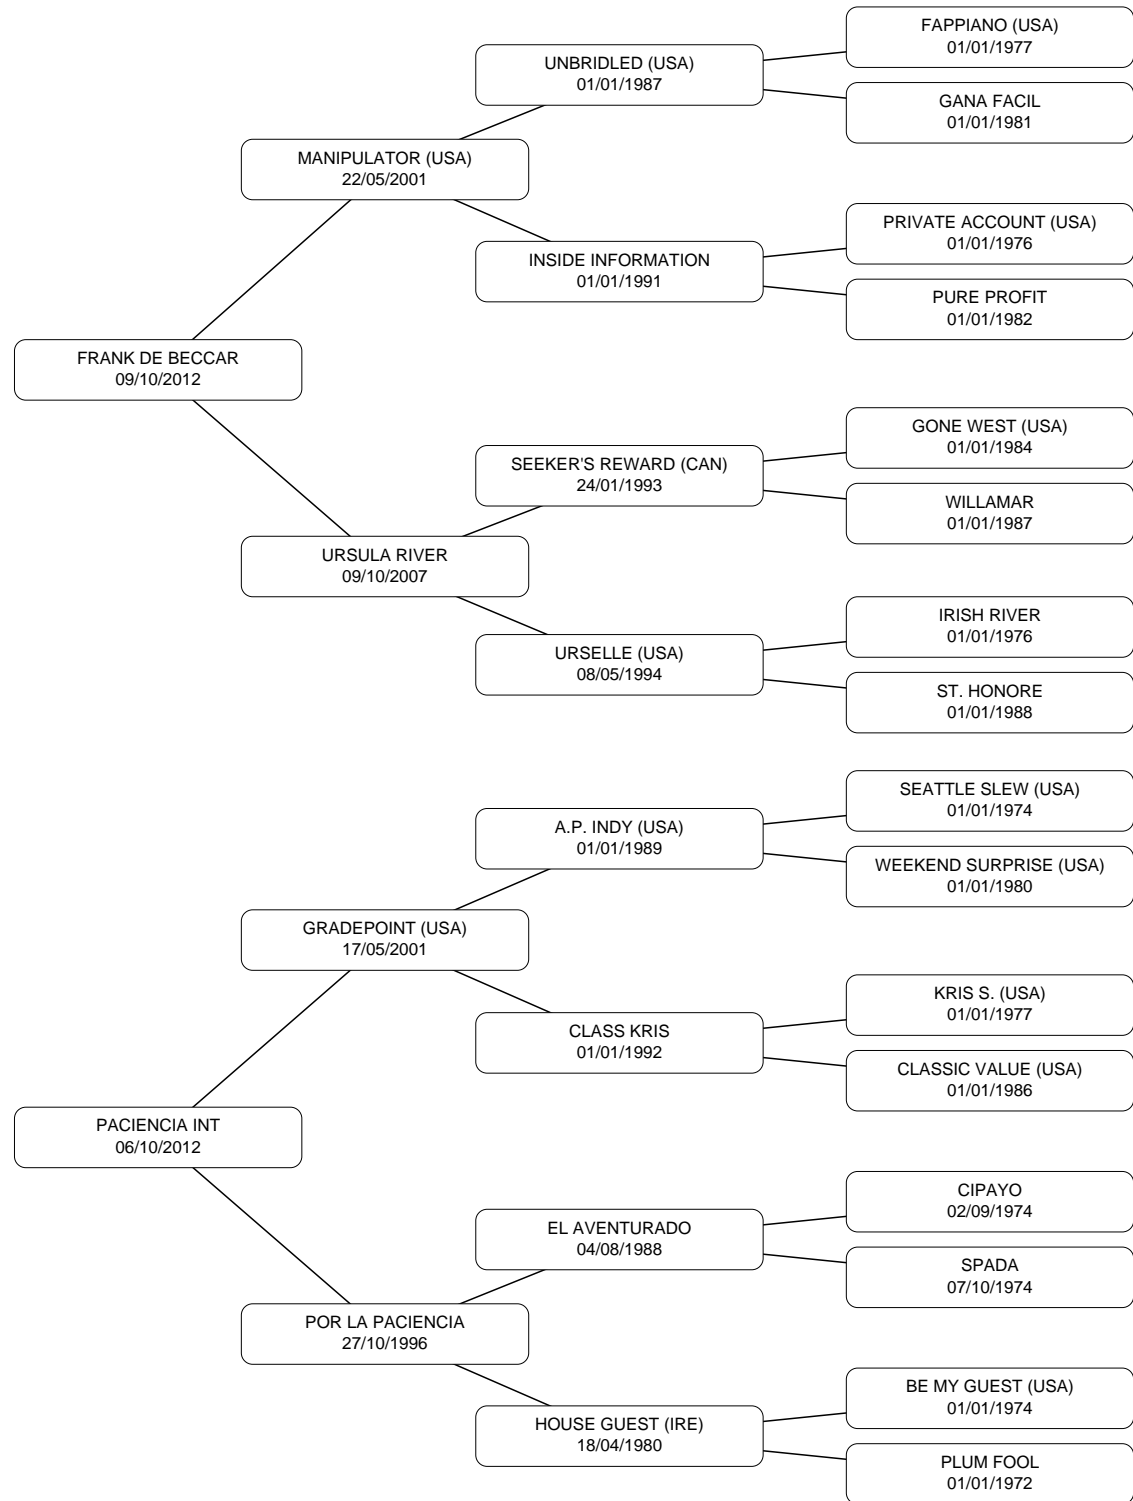 FAPPIANO (USA)
01/01/1977
UNBRIDLED (USA)
01/01/1987
GANA FACIL
01/01/1981
MANIPULATOR (USA)
22/05/2001
PRIVATE ACCOUNT (USA)
01/01/1976
INSIDE INFORMATION
01/01/1991
PURE PROFIT
01/01/1982
FRANK DE BECCAR
09/10/2012
GONE WEST (USA)
01/01/1984
SEEKER'S REWARD (CAN)
24/01/1993
WILLAMAR
01/01/1987
URSULA RIVER
09/10/2007
IRISH RIVER
01/01/1976
URSELLE (USA)
08/05/1994
ST. HONORE
01/01/1988
SEATTLE SLEW (USA)
01/01/1974
A.P. INDY (USA)
01/01/1989
WEEKEND SURPRISE (USA)
01/01/1980
GRADEPOINT (USA)
17/05/2001
KRIS S. (USA)
01/01/1977
CLASS KRIS
01/01/1992
CLASSIC VALUE (USA)
01/01/1986
PACIENCIA INT
06/10/2012
CIPAYO
02/09/1974
EL AVENTURADO
04/08/1988
SPADA
07/10/1974
POR LA PACIENCIA
27/10/1996
BE MY GUEST (USA)
01/01/1974
HOUSE GUEST (IRE)
18/04/1980
PLUM FOOL
01/01/1972